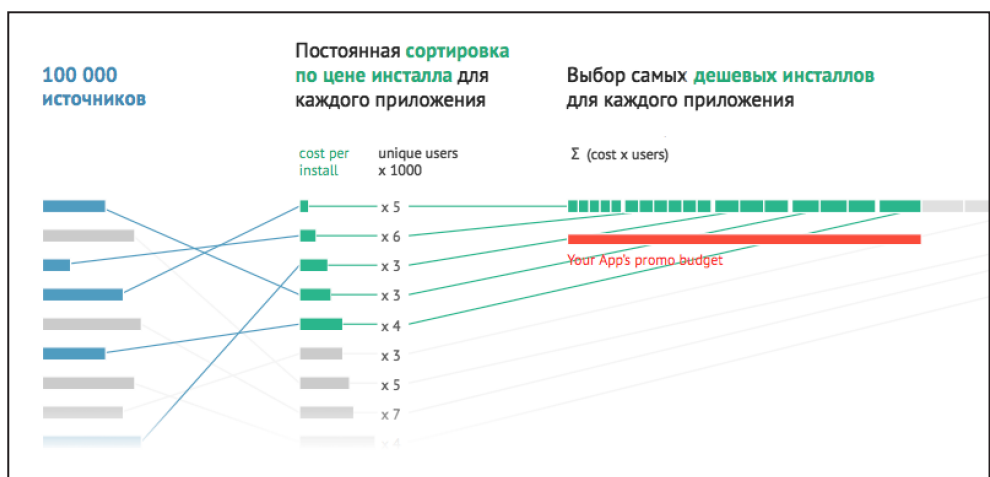 100 000
источников
Постоянная сортировка
по цене инсталла для
каждого приложения
Выбор самых дешевых инсталлов
для каждого приложения
cost per
install
unique users
x 1000
Σ (cost x users)
x 5
x 6
x 3
x 3
x 4
x 3
x 5
x 7
x 4
Your App's promo budget